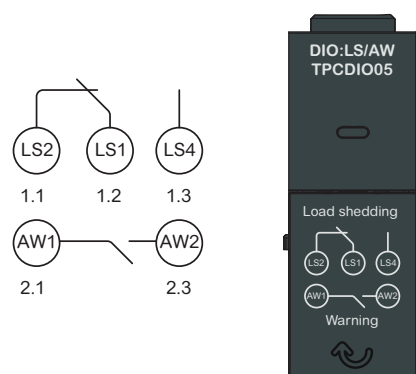 LS2 LS1 LS4
1.1 1.2 1.3
AW1 AW2
2.1 2.3
DIO:LS/AW
TPCDIO05
Load shedding
LS2 LS1 LS4
AW1 AW2
Warning